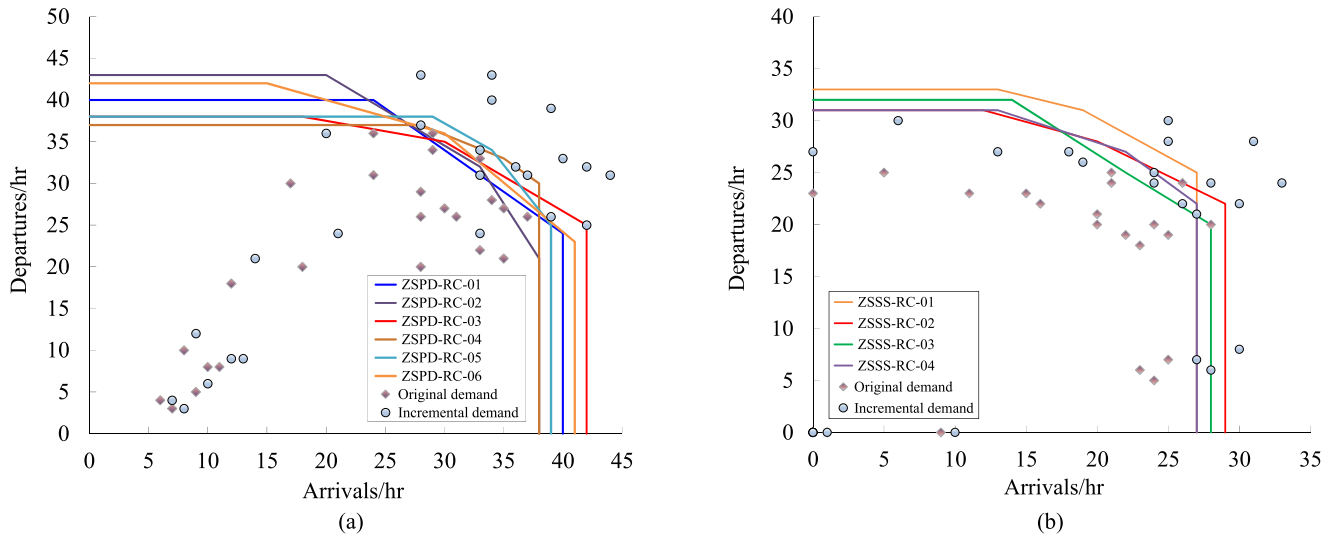 50
45
40
35
30
25
20
15
10
5
0
Departures/hr
0 5 10 15 20 25 30 35 40 45
Arrivals/hr
ZSPD-RC-01
ZSPD-RC-02
ZSPD-RC-03
ZSPD-RC-04
ZSPD-RC-05
ZSPD-RC-06
Original demand
Incremental demand
(a)
40
35
30
25
20
15
10
5
0
Departures/hr
0 5 10 15 20 25 30 35
Arrivals/hr
ZSSS-RC-01
ZSSS-RC-02
ZSSS-RC-03
ZSSS-RC-04
Original demand
Incremental demand
(b)